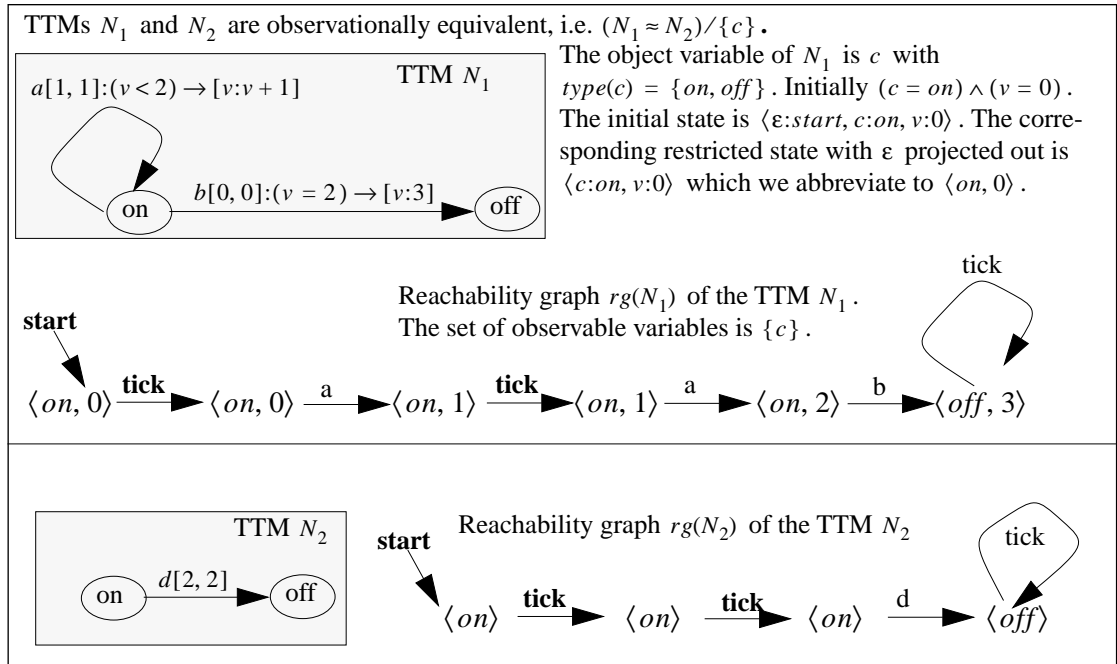 TTMs N₁ and N₂ are observationally equivalent, i.e. (N₁ ≈ N₂)/{c}.
TTM N₁
a[1, 1]:(v < 2) → [v:v + 1]
on
b[0, 0]:(v = 2) → [v:3]
off
The object variable of N₁ is c with
type(c) = {on, off}. Initially (c = on) ∧ (v = 0).
The initial state is ⟨ε:start, c:on, v:0⟩. The corre-
sponding restricted state with ε projected out is
⟨c:on, v:0⟩ which we abbreviate to ⟨on, 0⟩.
Reachability graph rg(N₁) of the TTM N₁.
The set of observable variables is {c}.
tick
start
⟨on, 0⟩ tick ⟨on, 0⟩ a ⟨on, 1⟩ tick ⟨on, 1⟩ a ⟨on, 2⟩ b ⟨off, 3⟩
TTM N₂
on d[2, 2] off
Reachability graph rg(N₂) of the TTM N₂
start
tick
⟨on⟩ tick ⟨on⟩ tick ⟨on⟩ d ⟨off⟩